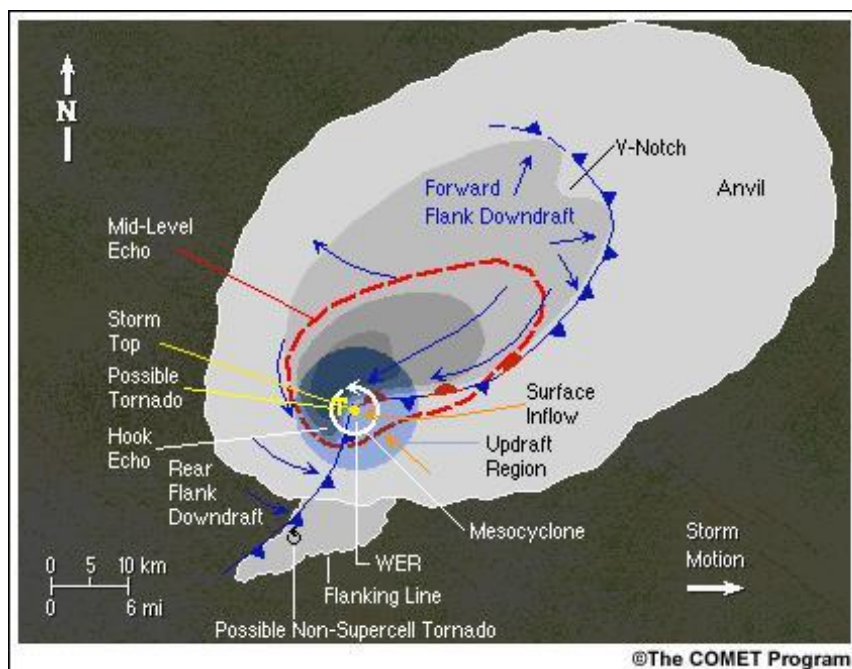 N
V-Notch
Anvil
Forward
Flank Downdraft
Mid-Level
Echo
Storm
Top
Possible
Tornado
Hook
Echo
Rear
Flank
Downdraft
Surface
Inflow
Updraft
Region
Mesocyclone
Storm
Motion
WER
Flanking Line
Possible Non-Supercell Tornado
0 5 10 km
0 6 mi
©The COMET Program